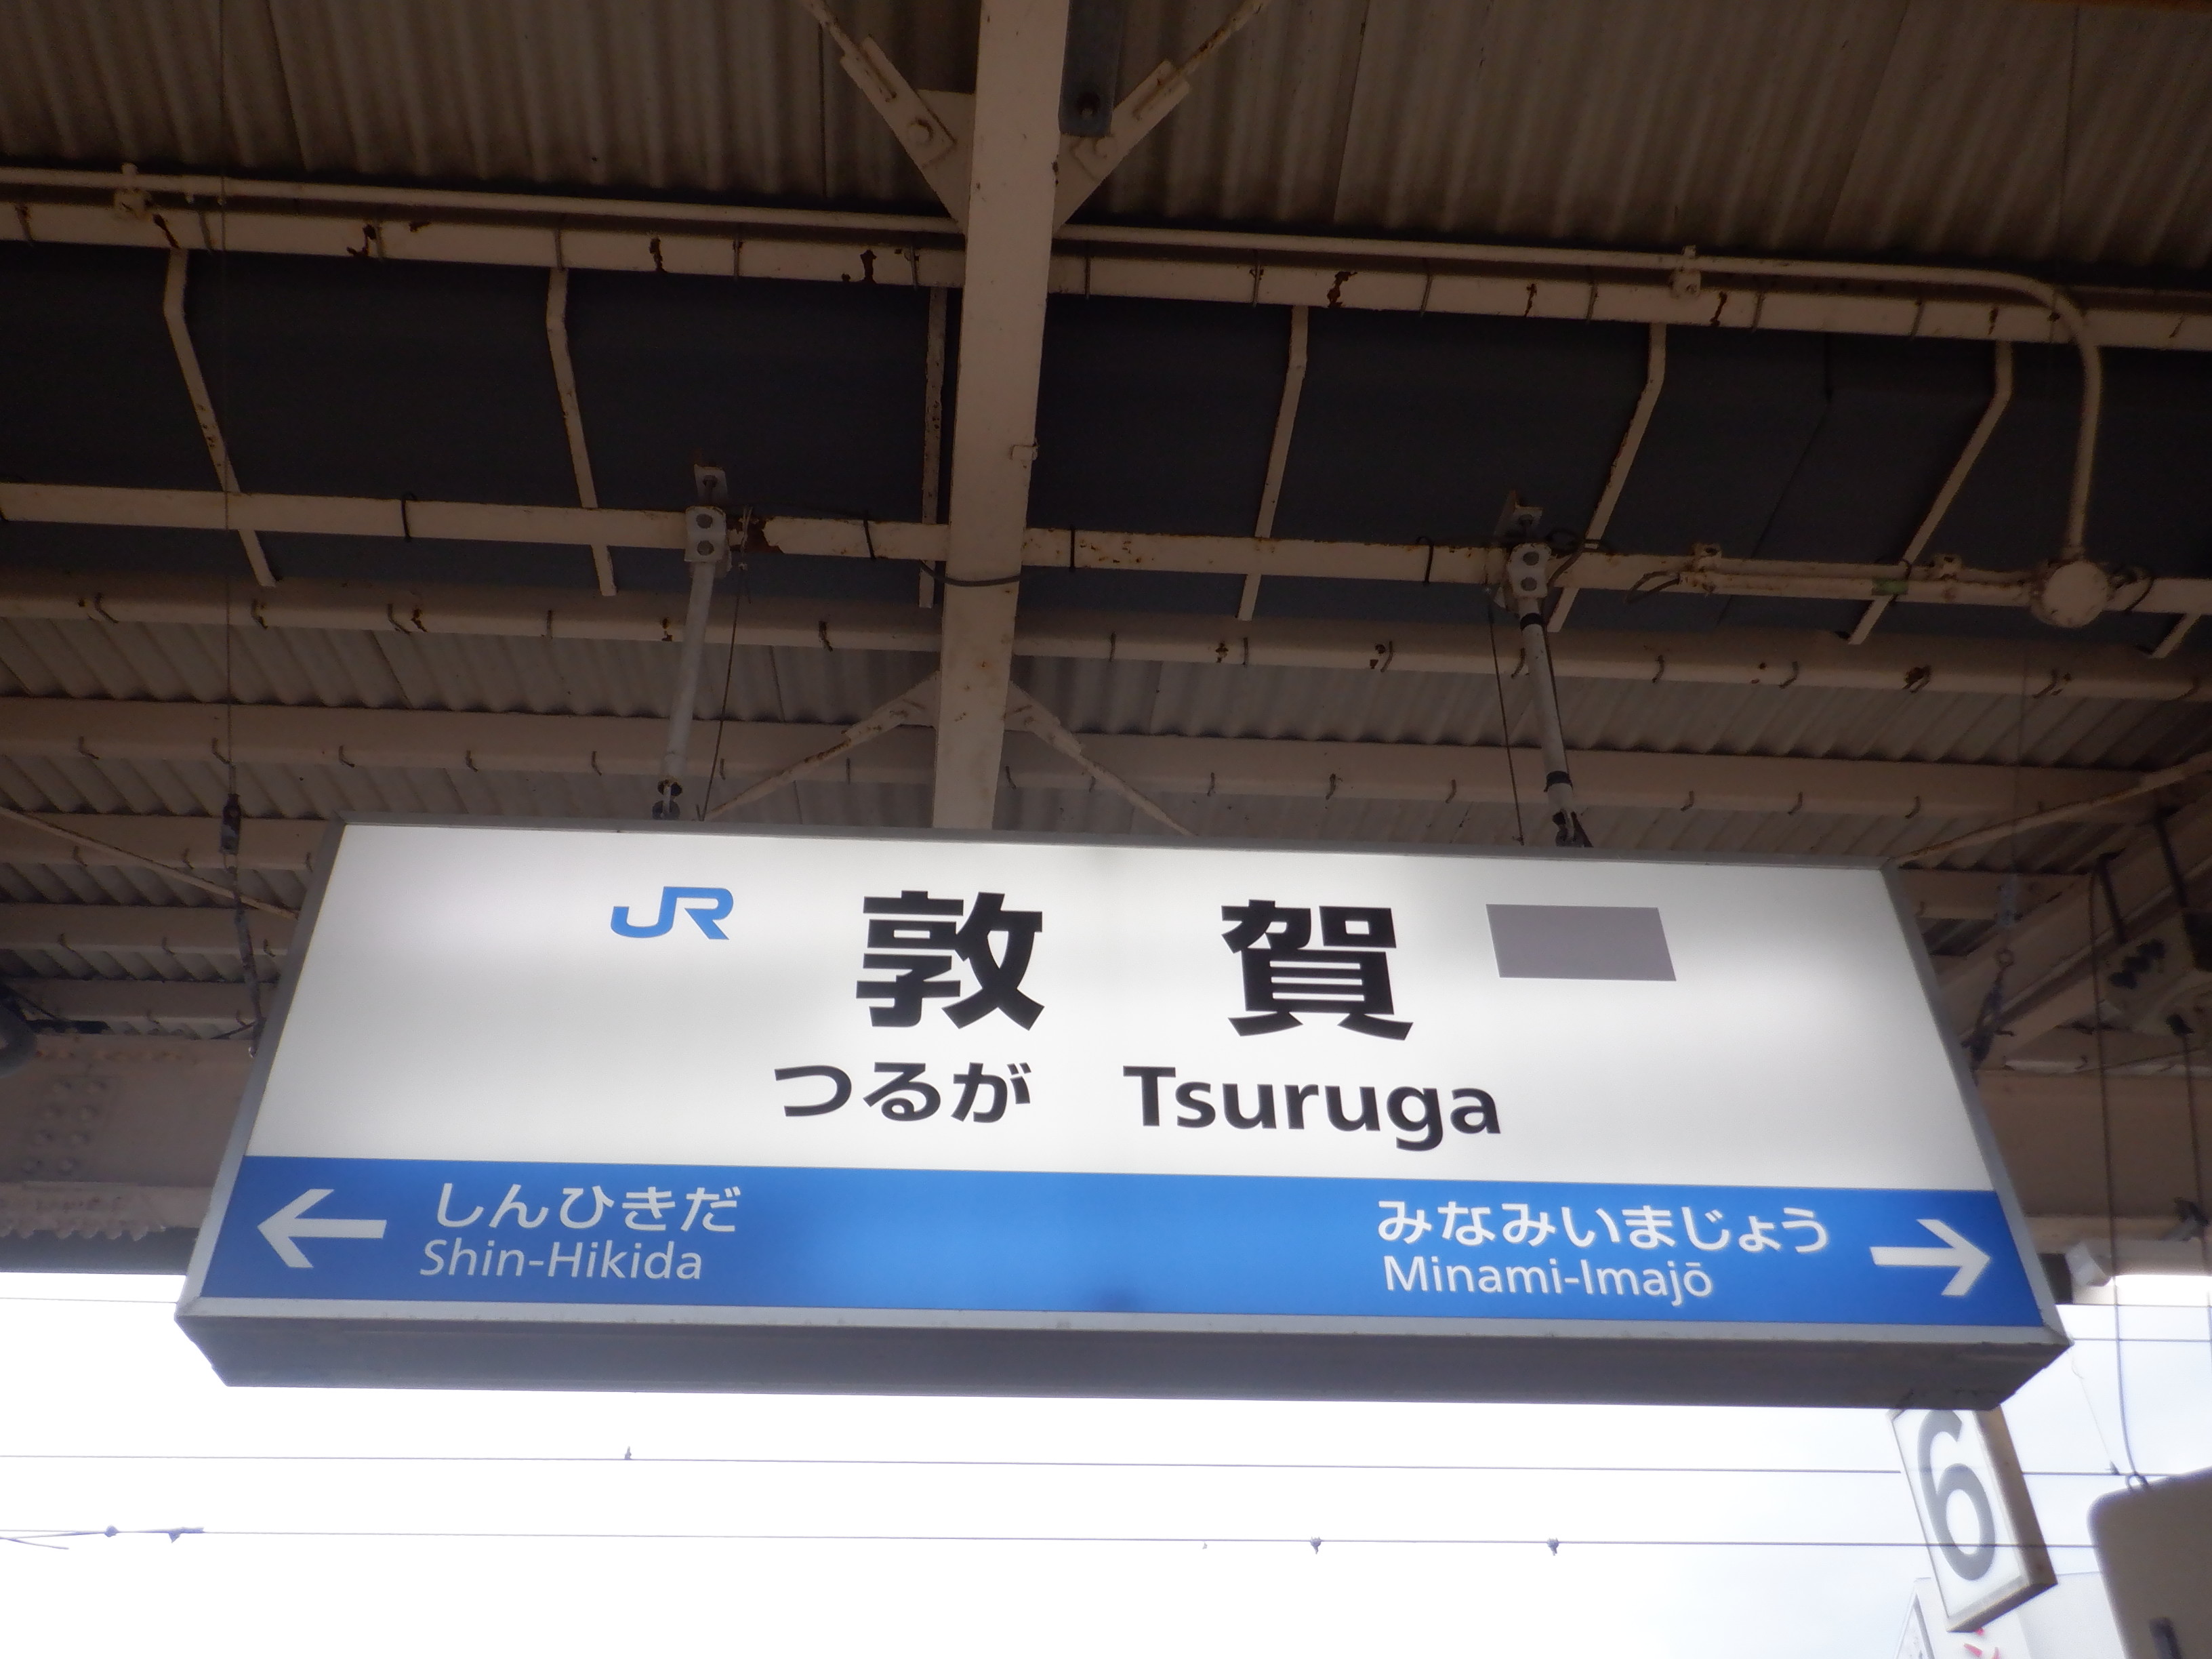 JR 敦賀
つるが Tsuruga
← しんひきだ
Shin-Hikida
みなみいまじょう →
Minami-Imajō
6